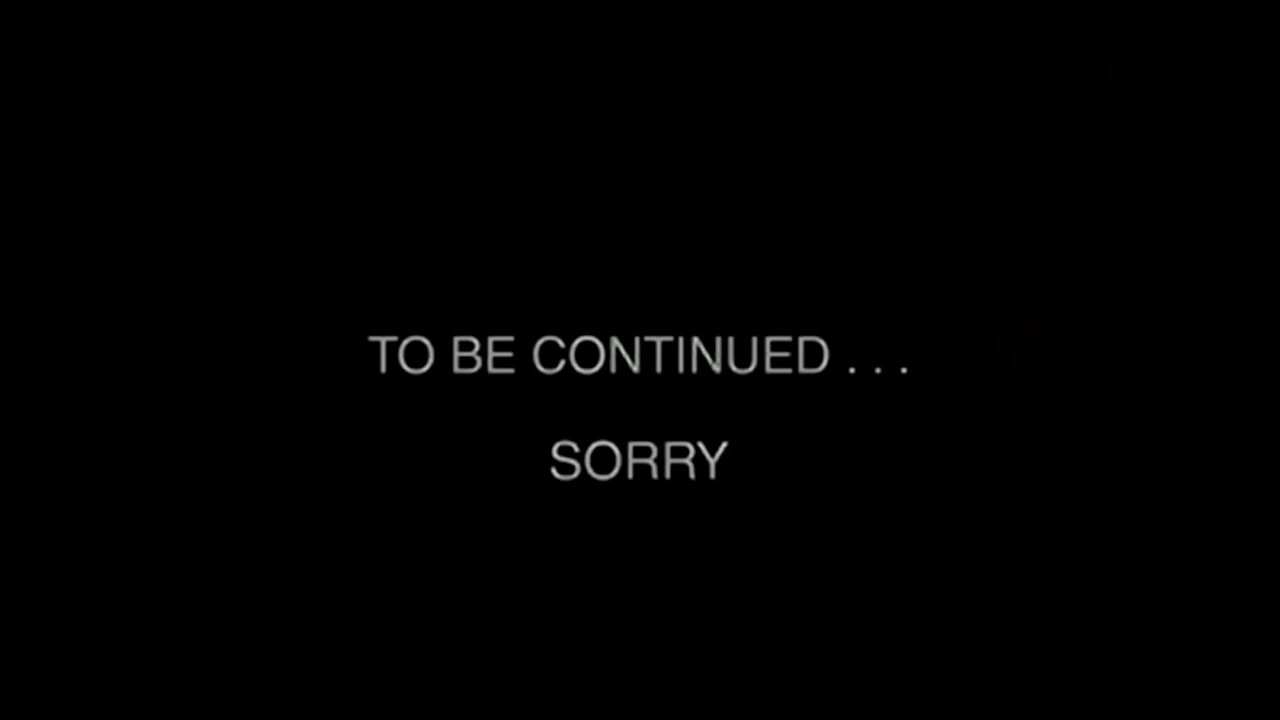 TO BE CONTINUED . . .
SORRY